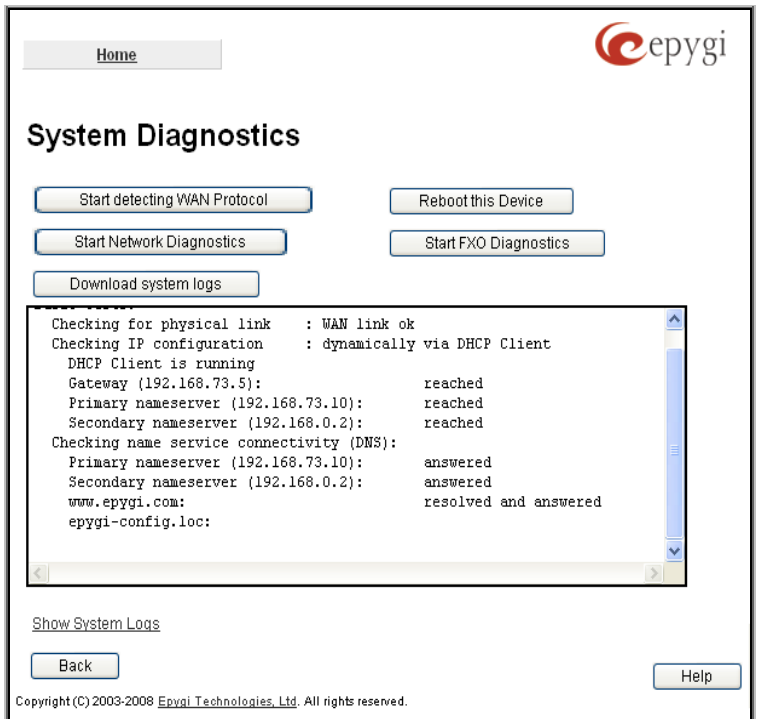 Home
epygi
System Diagnostics
Start detecting WAN Protocol
Reboot this Device
Start Network Diagnostics
Start FXO Diagnostics
Download system logs
Checking for physical link : WAN link ok
Checking IP configuration : dynamically via DHCP Client
DHCP Client is running
Gateway (192.168.73.5): reached
Primary nameserver (192.168.73.10): reached
Secondary nameserver (192.168.0.2): reached
Checking name service connectivity (DNS):
Primary nameserver (192.168.73.10): answered
Secondary nameserver (192.168.0.2): answered
www.epygi.com: resolved and answered
epygi-config.loc:
Show System Logs
Back
Help
Copyright (C) 2003-2008 Epygi Technologies, Ltd. All rights reserved.